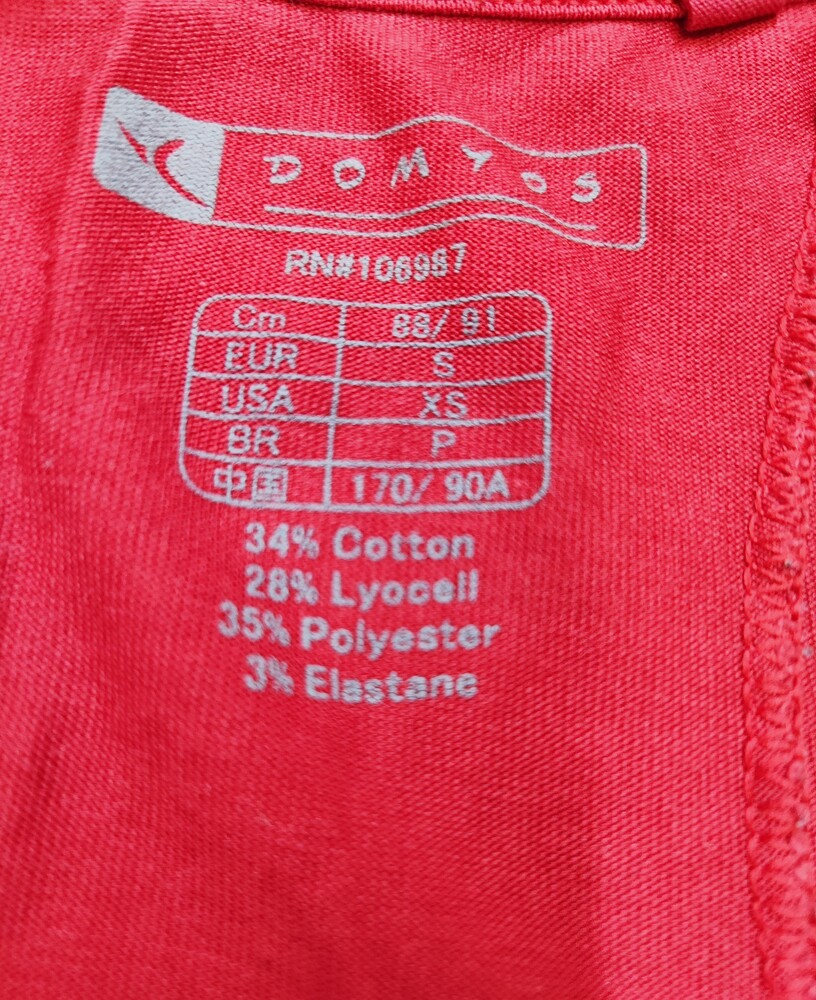 DOMYOS
RN#106987
Cm 88/ 91
EUR S
USA XS
BR P
中国 170/ 90A
34% Cotton
28% Lyocell
35% Polyester
3% Elastane